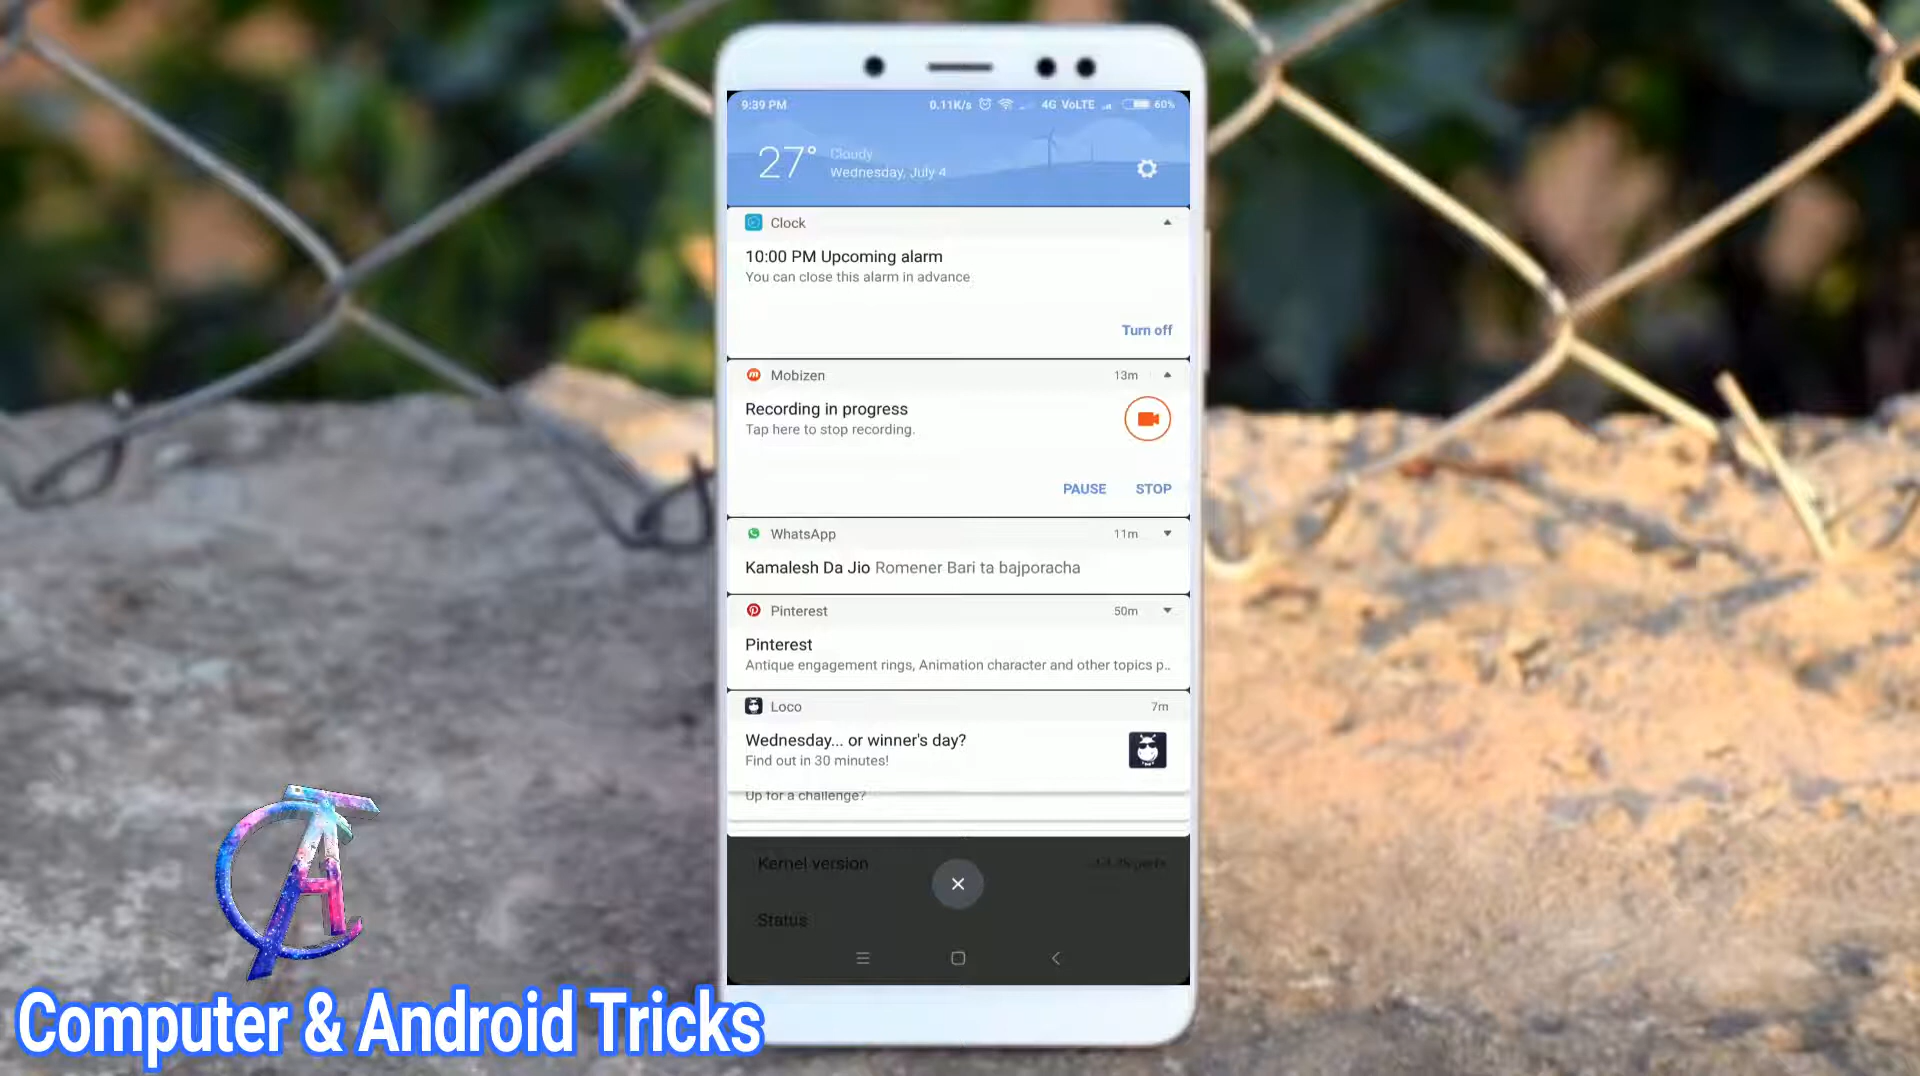 9:39 PM 0.11K/s 4G VoLTE 60%
27° Cloudy
Wednesday, July 4
Clock
10:00 PM Upcoming alarm
You can close this alarm in advance
Turn off
Mobizen 13m
Recording in progress
Tap here to stop recording.
PAUSE STOP
WhatsApp 11m
Kamalesh Da Jio Romener Bari ta bajporacha
Pinterest 50m
Pinterest
Antique engagement rings, Animation character and other topics p..
Loco 7m
Wednesday... or winner's day?
Find out in 30 minutes!
Up for a challenge?
Kernel version
Status
Computer & Android Tricks